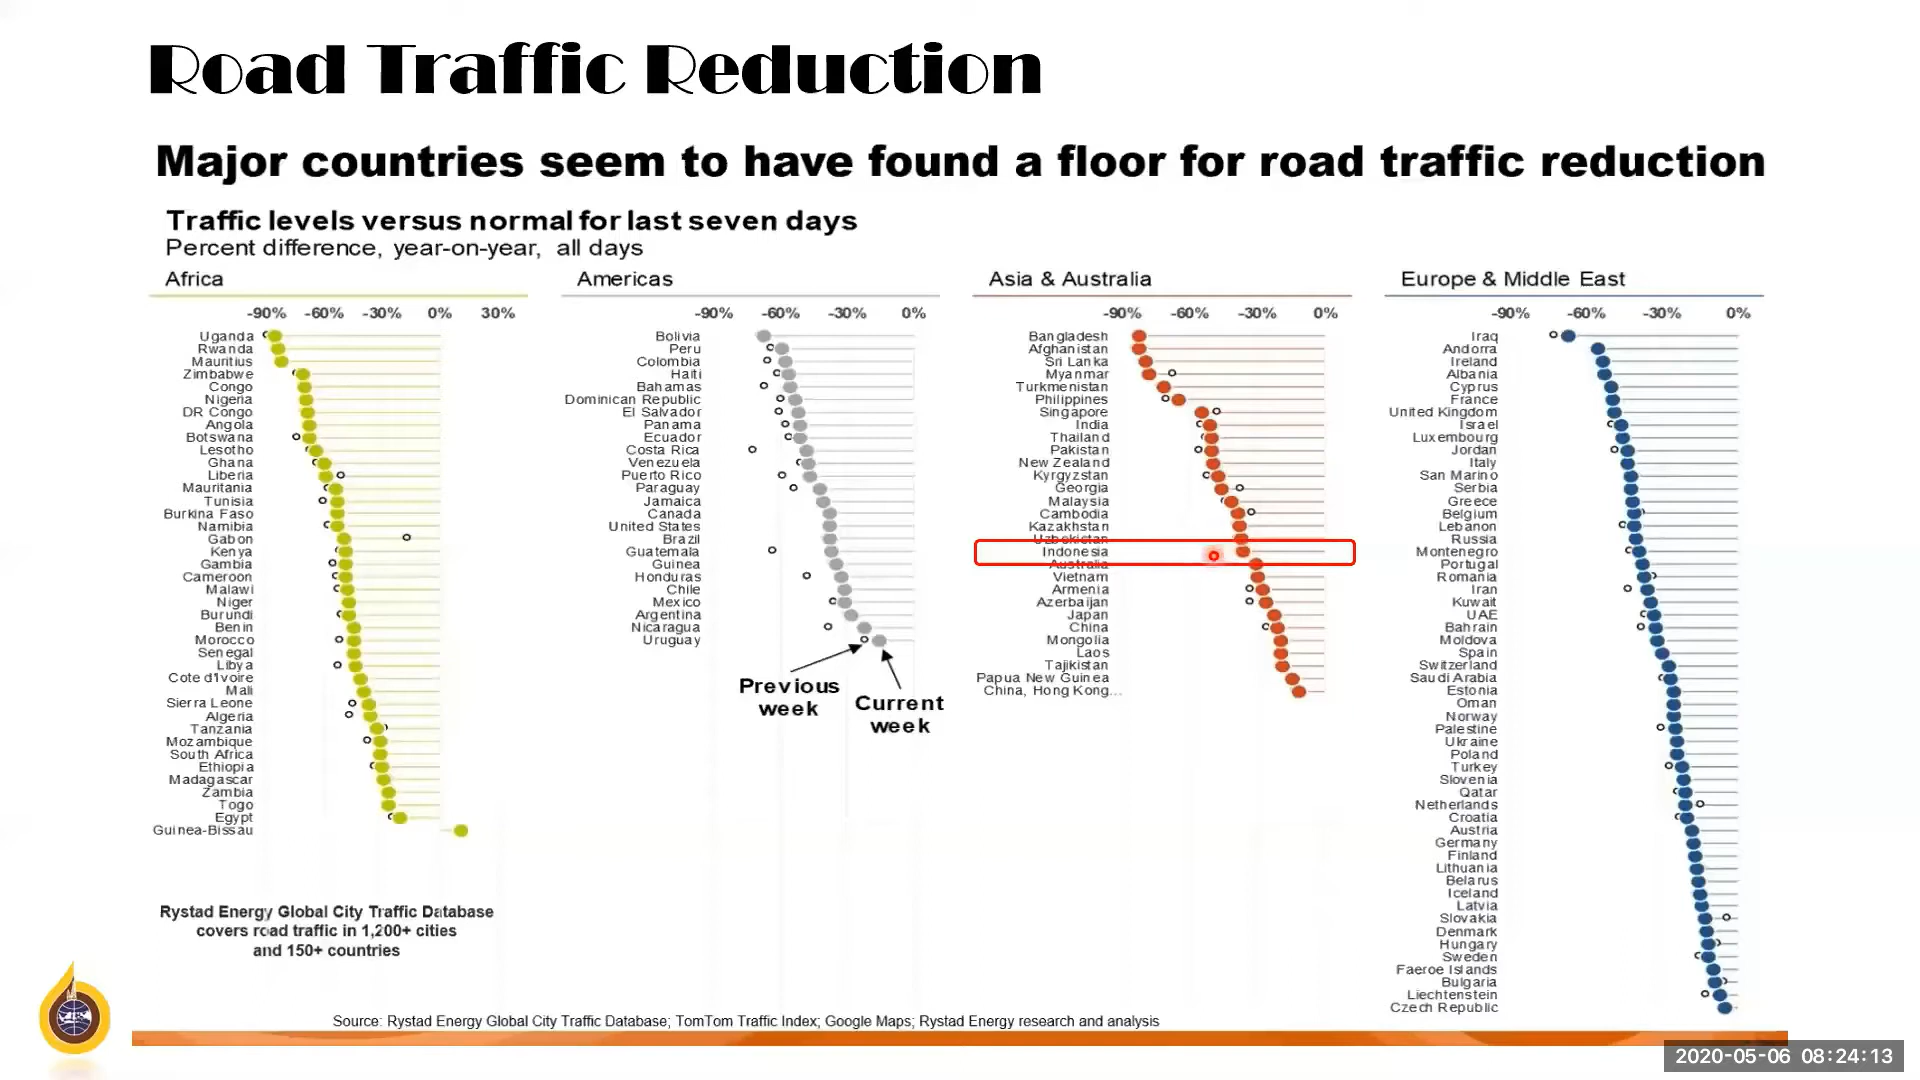 Road Traffic Reduction
Major countries seem to have found a floor for road traffic reduction
Traffic levels versus normal for last seven days
Percent difference, year-on-year, all days
Africa
-90% -60% -30% 0% 30%
Uganda
Rwanda
Mauritius
Zimbabwe
Congo
Nigeria
DR Congo
Angola
Botswana
Lesotho
Ghana
Liberia
Mauritania
Tunisia
Burkina Faso
Namibia
Gabon
Kenya
Gambia
Cameroon
Malawi
Niger
Burundi
Benin
Morocco
Senegal
Libya
Cote d'Ivoire
Mali
Sierra Leone
Algeria
Tanzania
Mozambique
South Africa
Ethiopia
Madagascar
Zambia
Togo
Egypt
Guinea-Bissau
Rystad Energy Global City Traffic Database
covers road traffic in 1,200+ cities
and 150+ countries
Americas
-90% -60% -30% 0%
Bolivia
Peru
Colombia
Haiti
Bahamas
Dominican Republic
El Salvador
Panama
Ecuador
Costa Rica
Venezuela
Puerto Rico
Paraguay
Jamaica
Canada
United States
Brazil
Guatemala
Guinea
Honduras
Chile
Mexico
Argentina
Nicaragua
Uruguay
Previous
week
Current
week
Asia & Australia
-90% -60% -30% 0%
Bangladesh
Afghanistan
Sri Lanka
Myanmar
Turkmenistan
Philippines
Singapore
India
Thailand
Pakistan
New Zealand
Kyrgyzstan
Georgia
Malaysia
Cambodia
Kazakhstan
Uzbekistan
Indonesia
Australia
Vietnam
Armenia
Azerbaijan
Japan
China
Mongolia
Laos
Tajikistan
Papua New Guinea
China, Hong Kong...
Europe & Middle East
-90% -60% -30% 0%
Iraq
Andorra
Ireland
Albania
Cyprus
France
United Kingdom
Israel
Luxembourg
Jordan
Italy
San Marino
Serbia
Greece
Belgium
Lebanon
Russia
Montenegro
Portugal
Romania
Iran
Kuwait
UAE
Bahrain
Moldova
Spain
Switzerland
Saudi Arabia
Estonia
Oman
Norway
Palestine
Ukraine
Poland
Turkey
Slovenia
Qatar
Netherlands
Croatia
Austria
Germany
Finland
Lithuania
Belarus
Iceland
Latvia
Slovakia
Denmark
Hungary
Sweden
Faeroe Islands
Bulgaria
Liechtenstein
Czech Republic
Source: Rystad Energy Global City Traffic Database; TomTom Traffic Index; Google Maps; Rystad Energy research and analysis
2020-05-06 08:24:13